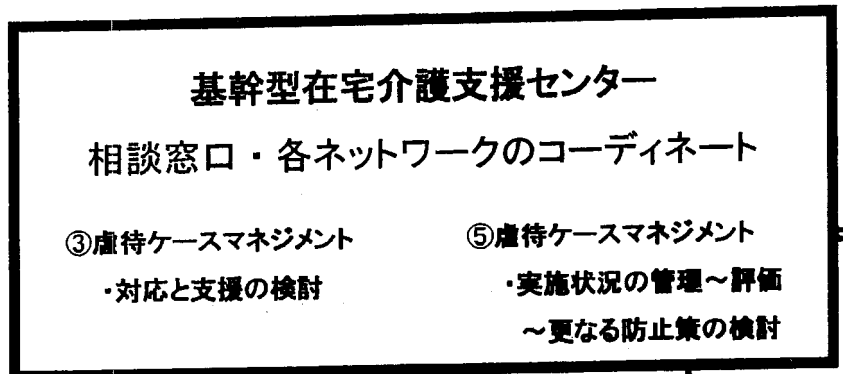 基幹型在宅介護支援センター
相談窓口・各ネットワークのコーディネート
③虐待ケースマネジメント
・対応と支援の検討
⑤虐待ケースマネジメント
・実施状況の管理～評価
～更なる防止策の検討